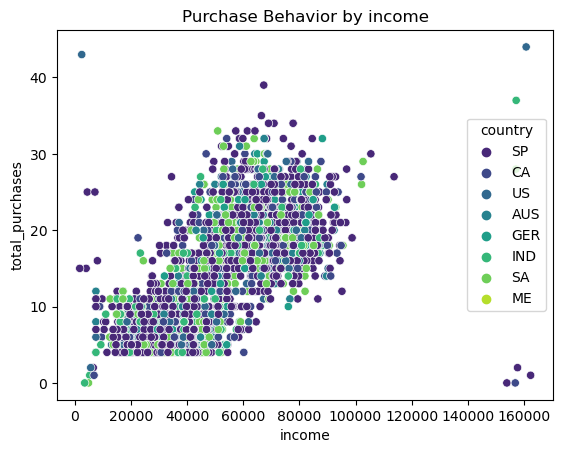 Purchase Behavior by income
total_purchases
40
30
20
10
0
country
SP
CA
US
AUS
GER
IND
SA
ME
0 20000 40000 60000 80000 100000 120000 140000 160000
income